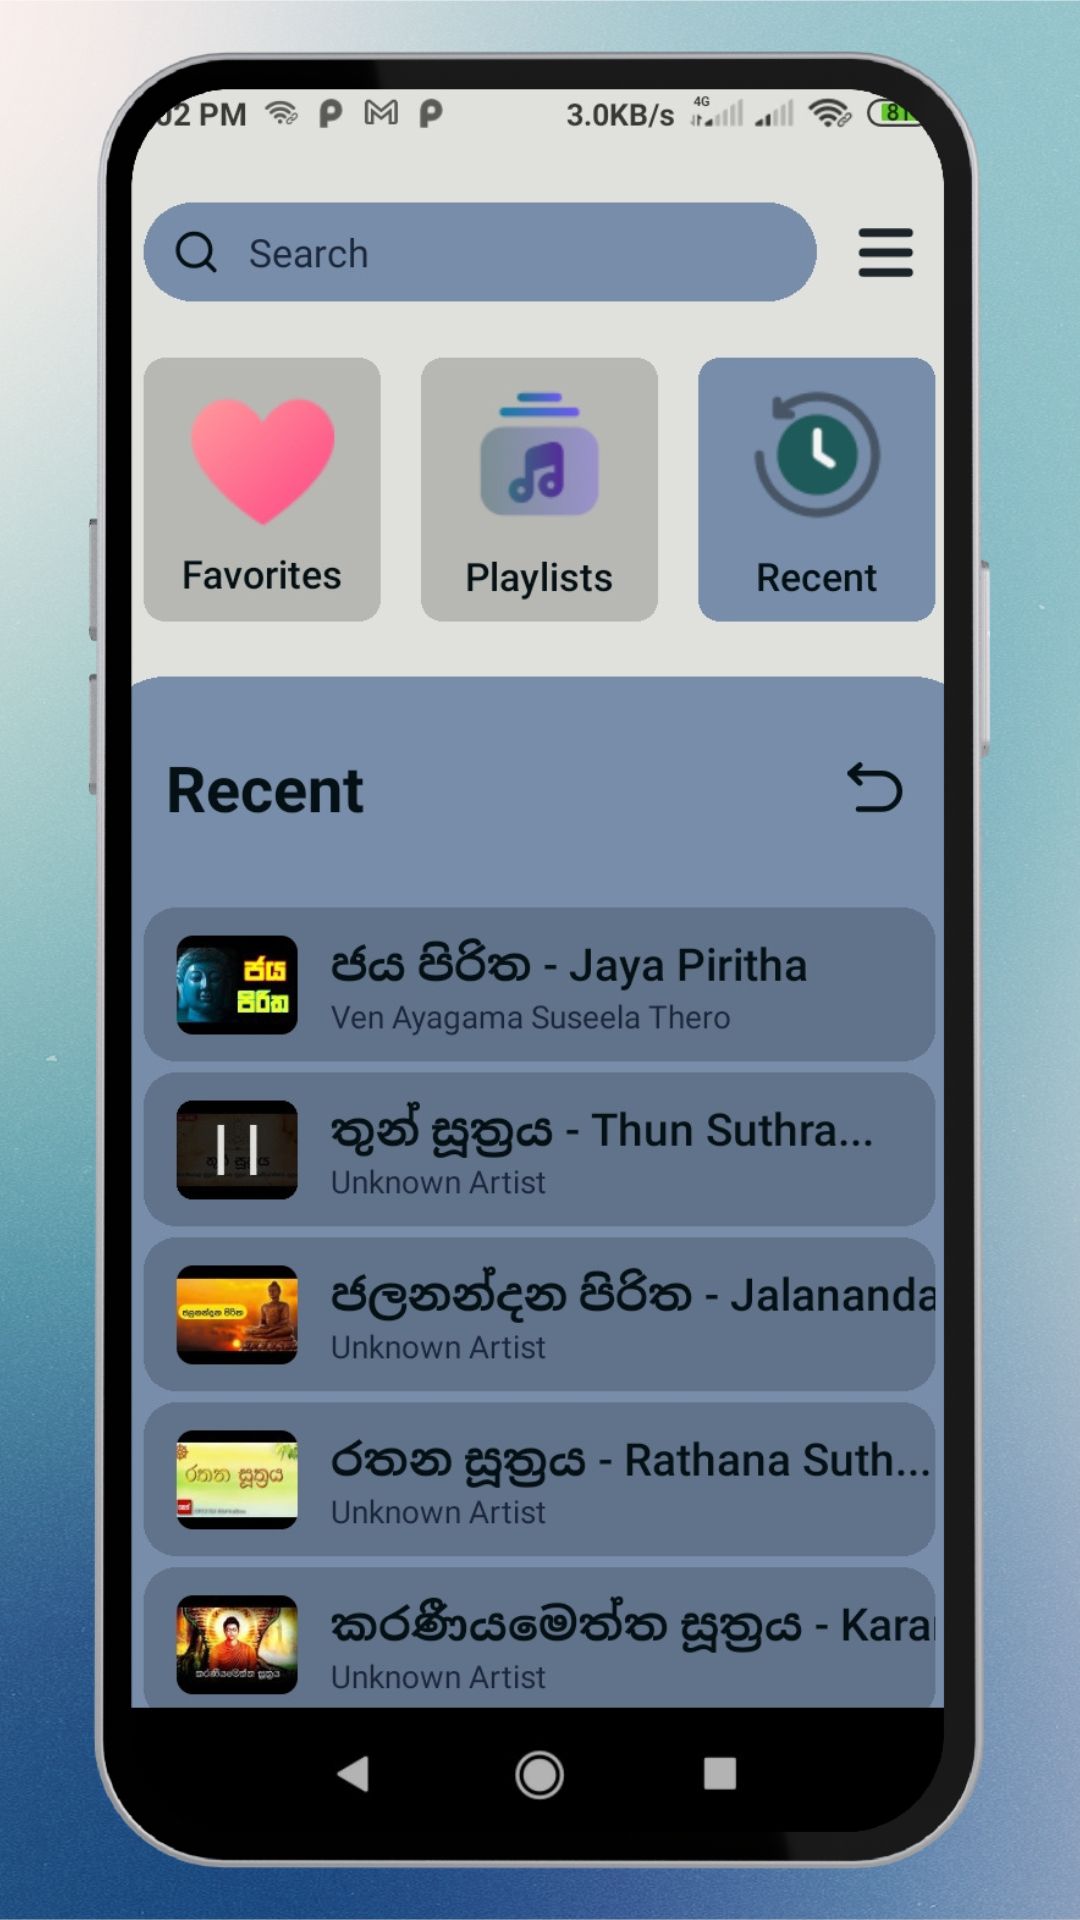 02 PM 3.0KB/s 4G 81
Search
Favorites
Playlists
Recent
Recent
ජය
පිරිත
ජය පිරිත - Jaya Piritha
Ven Ayagama Suseela Thero
තුන් සූත්‍රය - Thun Suthra...
Unknown Artist
ජලනන්දන පිරිත
ජලනන්දන පිරිත - Jalananda
Unknown Artist
රතන සූත්‍රය
රතන සූත්‍රය - Rathana Suth...
Unknown Artist
කරණීයමෙත්ත සූත්‍රය
කරණීයමෙත්ත සූත්‍රය - Kara
Unknown Artist